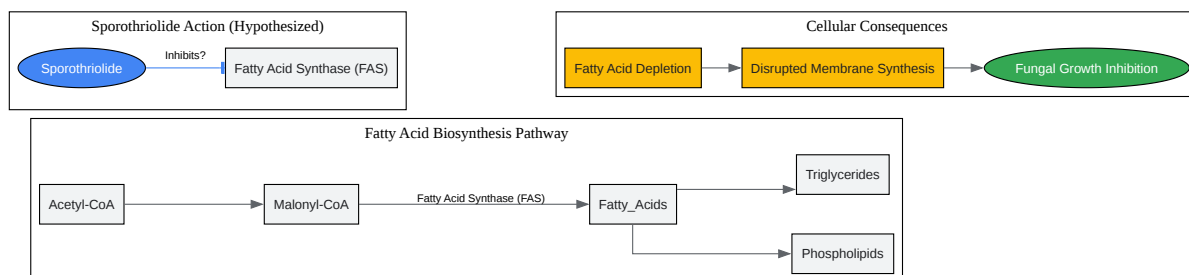 Sporothriolide Action (Hypothesized)
Sporothriolide
Inhibits?
Fatty Acid Synthase (FAS)
Cellular Consequences
Fatty Acid Depletion
Disrupted Membrane Synthesis
Fungal Growth Inhibition
Fatty Acid Biosynthesis Pathway
Acetyl-CoA
Malonyl-CoA
Fatty Acid Synthase (FAS)
Fatty_Acids
Triglycerides
Phospholipids